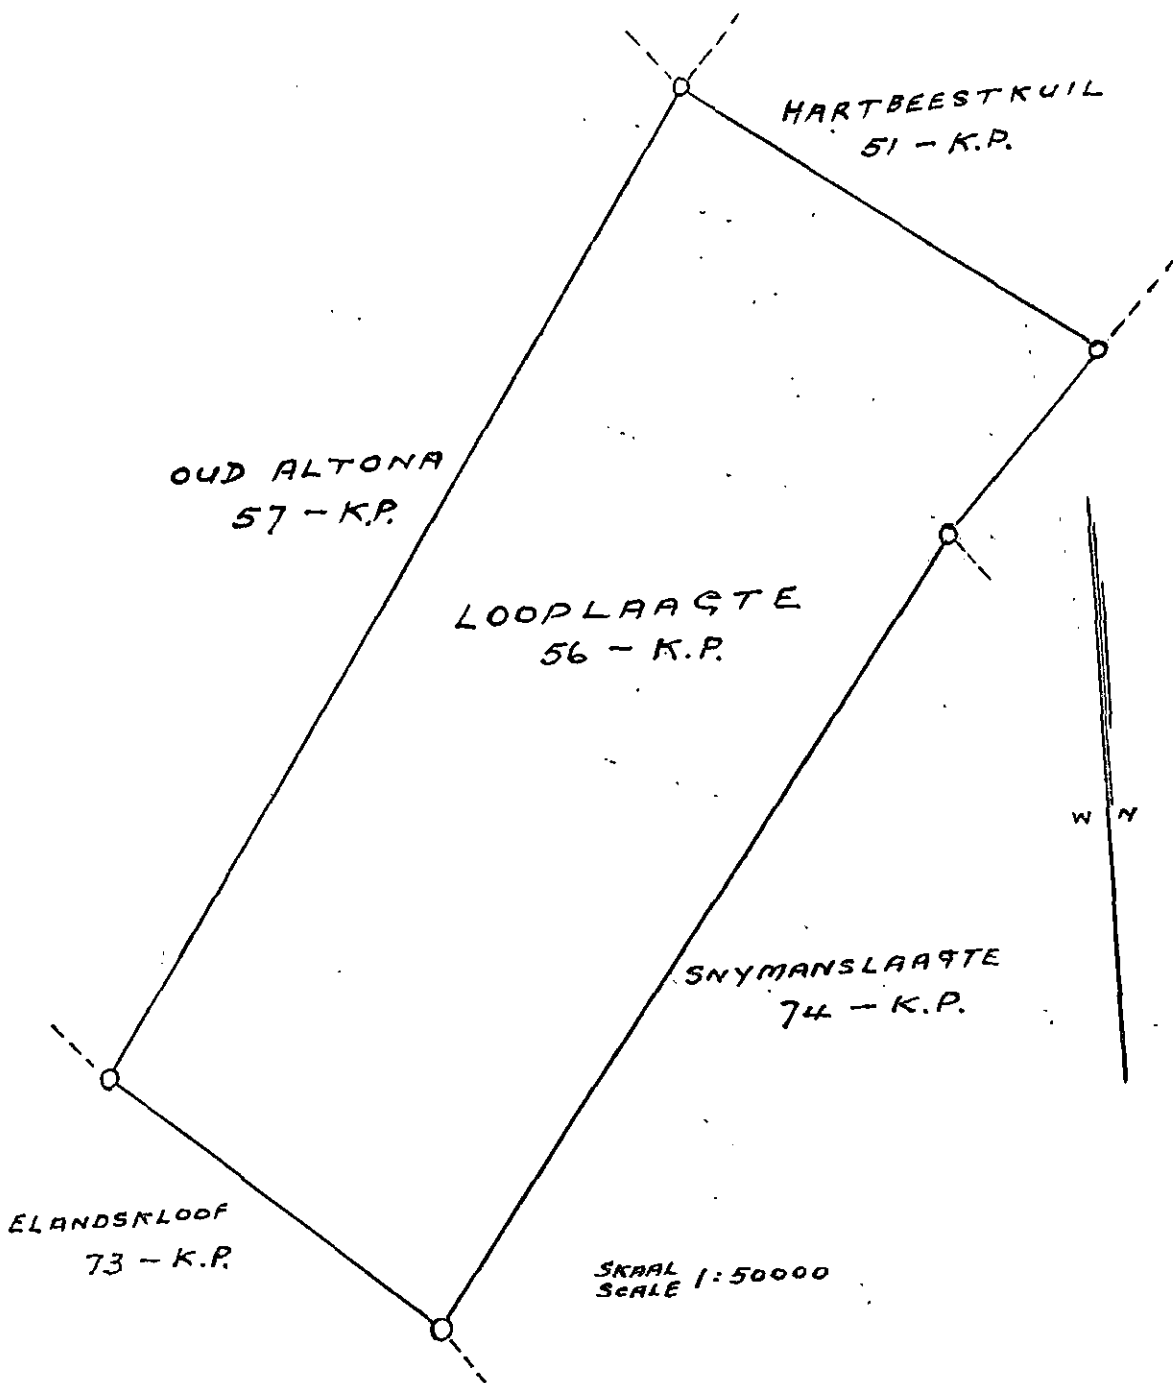 HARTBEESTKUIL
51 - K.P.
OUD ALTONA
57 - K.P.
LOOPLAAGTE
56 - K.P.
W N
SNYMANSLAAGTE
74 - K.P.
ELANDSKLOOF
73 - K.P.
SKAAL
SCALE 1:50000